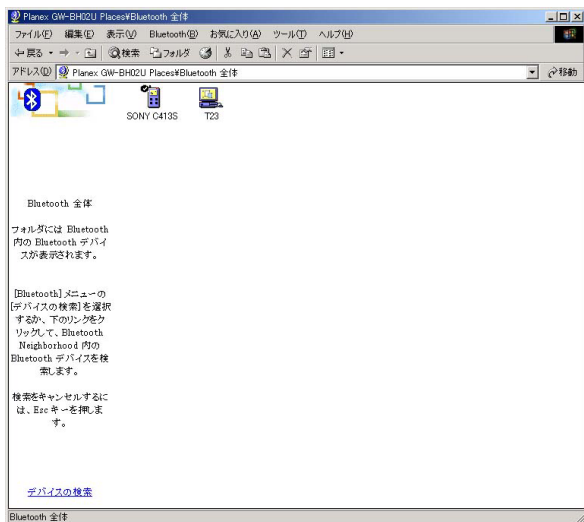 Planex GW-BH02U Places¥Bluetooth 全体
ファイル(F) 編集(E) 表示(V) Bluetooth(B) お気に入り(A) ツール(T) ヘルプ(H)
戻る 検索 フォルダ
アドレス(D) Planex GW-BH02U Places¥Bluetooth 全体 移動
SONY C413S T23
Bluetooth 全体
フォルダには Bluetooth
内の Bluetooth デバイ
スが表示されます。
[Bluetooth]メニューの
[デバイスの検索]を選択
するか、下のリンクをク
リックして、Bluetooth
Neighborhood 内の
Bluetooth デバイスを検
索します。
検索をキャンセルするに
は、Esc キーを押しま
す。
デバイスの検索
Bluetooth 全体